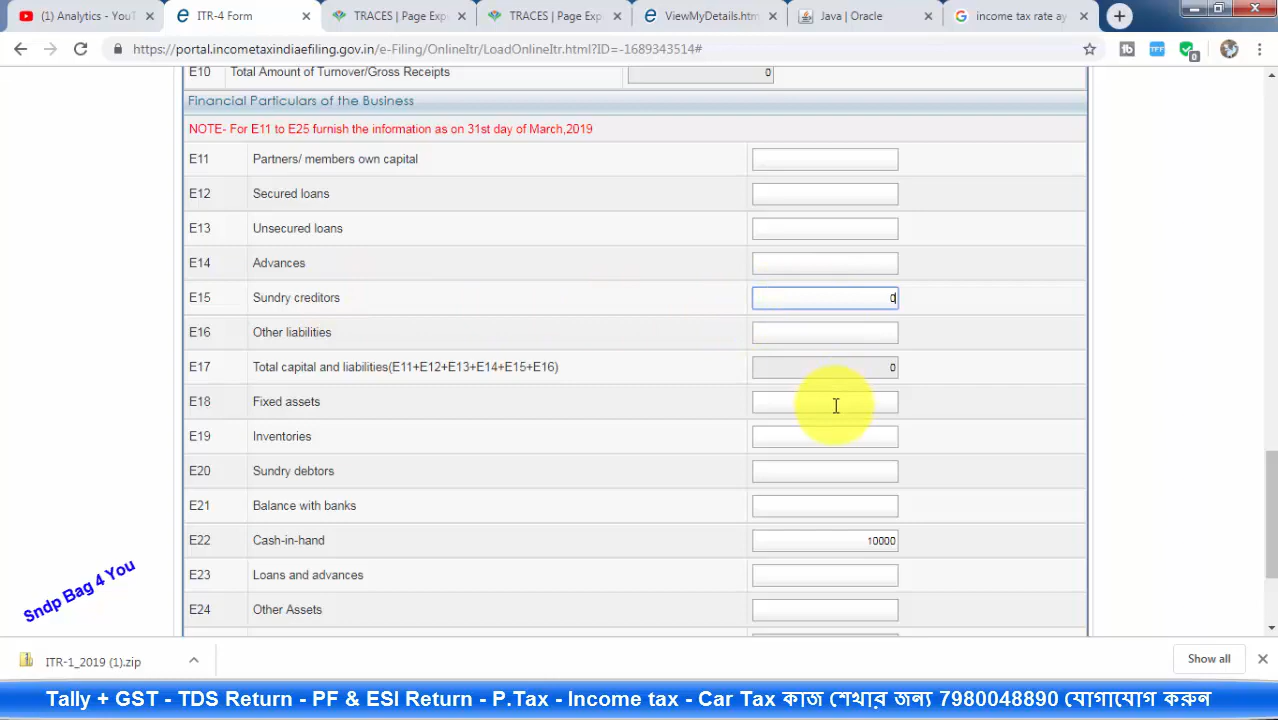 (31) Analytics - YouT
ITR-4 Form
TRACES | Page Exp
TRACES | Page Exp
ViewMyDetails.htm
Java | Oracle
income tax rate ay
https://portal.incometaxindiaefiling.gov.in/e-Filing/OnlineItr/LoadOnlineItr.html?ID=-1689343514#
E10 Total Amount of Turnover/Gross Receipts 0
Financial Particulars of the Business
NOTE- For E11 to E25 furnish the information as on 31st day of March,2019
E11 Partners/ members own capital
E12 Secured loans
E13 Unsecured loans
E14 Advances
E15 Sundry creditors 0
E16 Other liabilities
E17 Total capital and liabilities(E11+E12+E13+E14+E15+E16) 0
E18 Fixed assets
E19 Inventories
E20 Sundry debtors
E21 Balance with banks
E22 Cash-in-hand 10000
E23 Loans and advances
E24 Other Assets
Sndp Bag 4 You
ITR-1_2019 (1).zip
Show all
Tally + GST - TDS Return - PF & ESI Return - P.Tax - Income tax - Car Tax কাজ শেখার জন্য 7980048890 যোগাযোগ করুন